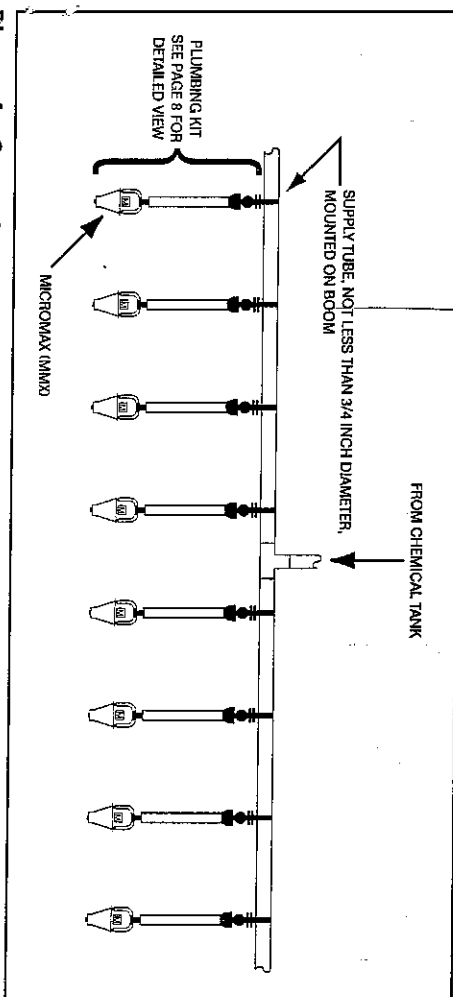 FROM CHEMICAL TANK
SUPPLY TUBE, NOT LESS THAN 3/4 INCH DIAMETER,
MOUNTED ON BOOM
PLUMBING KIT
SEE PAGE 8 FOR
DETAILED VIEW
MICROMAX (MMX)